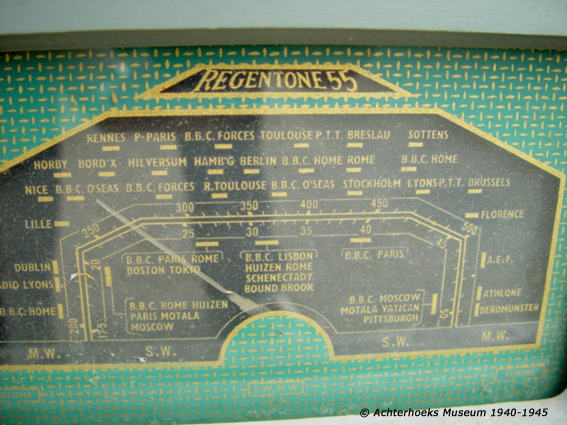 REGENTONE 55
RENNES P-PARIS B.B.C. FORCES TOULOUSE P.T.T. BRESLAU SOTTENS
HORBY BORD'X- HILVERSUM HAMB'G BERLIN B.B.C. HOME ROME B.B.C. HOME
NICE B.B.C. O'SEAS B.B.C. FORCES R.TOULOUSE B.B.C. O'SEAS STOCKHOLM LYONS P.T.T. BRUSSELS
LILLE 250 300 350 400 450 500 FLORENCE
25 30 35 40 45
DUBLIN 20 B.B.C. PARIS ROME B.B.C. LISBON B.B.C. PARIS A.E.F.
BOSTON TOKIO HUIZEN ROME
ADIO LYONS SCHENECTADY
BOUND BROOK ATHLONE
B.B.C. HOME 200 17·5 B.B.C. ROME HUIZEN B.B.C. MOSCOW 50 BEROMUNSTER
PARIS MOTALA MOTALA VATICAN
MOSCOW PITTSBURGH
M.W. S.W. S.W. M.W.
© Achterhoeks Museum 1940-1945